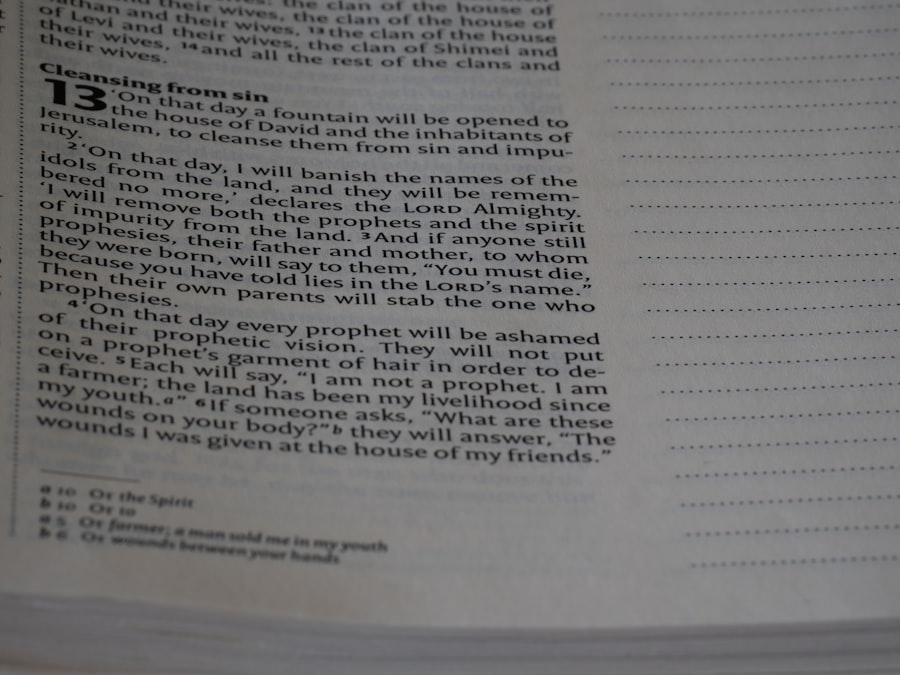 and their wives: the clan of the house of
Nathan and their wives, 13 the clan of the house
of Levi and their wives, the clan of Shimei and
their wives, 14 and all the rest of the clans and
their wives.
Cleansing from sin
13 ‘On that day a fountain will be opened to
the house of David and the inhabitants of
Jerusalem, to cleanse them from sin and impu-
rity.
2 ‘On that day, I will banish the names of the
idols from the land, and they will be remem-
bered no more,’ declares the LORD Almighty.
‘I will remove both the prophets and the spirit
of impurity from the land. 3 And if anyone still
prophesies, their father and mother, to whom
they were born, will say to them, “You must die,
because you have told lies in the LORD’s name.”
Then their own parents will stab the one who
prophesies.
4 ‘On that day every prophet will be ashamed
of their prophetic vision. They will not put
on a prophet’s garment of hair in order to de-
ceive. 5 Each will say, “I am not a prophet. I am
a farmer; the land has been my livelihood since
my youth.a” 6 If someone asks, “What are these
wounds on your body?”b they will answer, “The
wounds I was given at the house of my friends.”
a 10 Or the Spirit
b 10 Or to
a 5 Or farmer; a man sold me in my youth
b 6 Or wounds between your hands